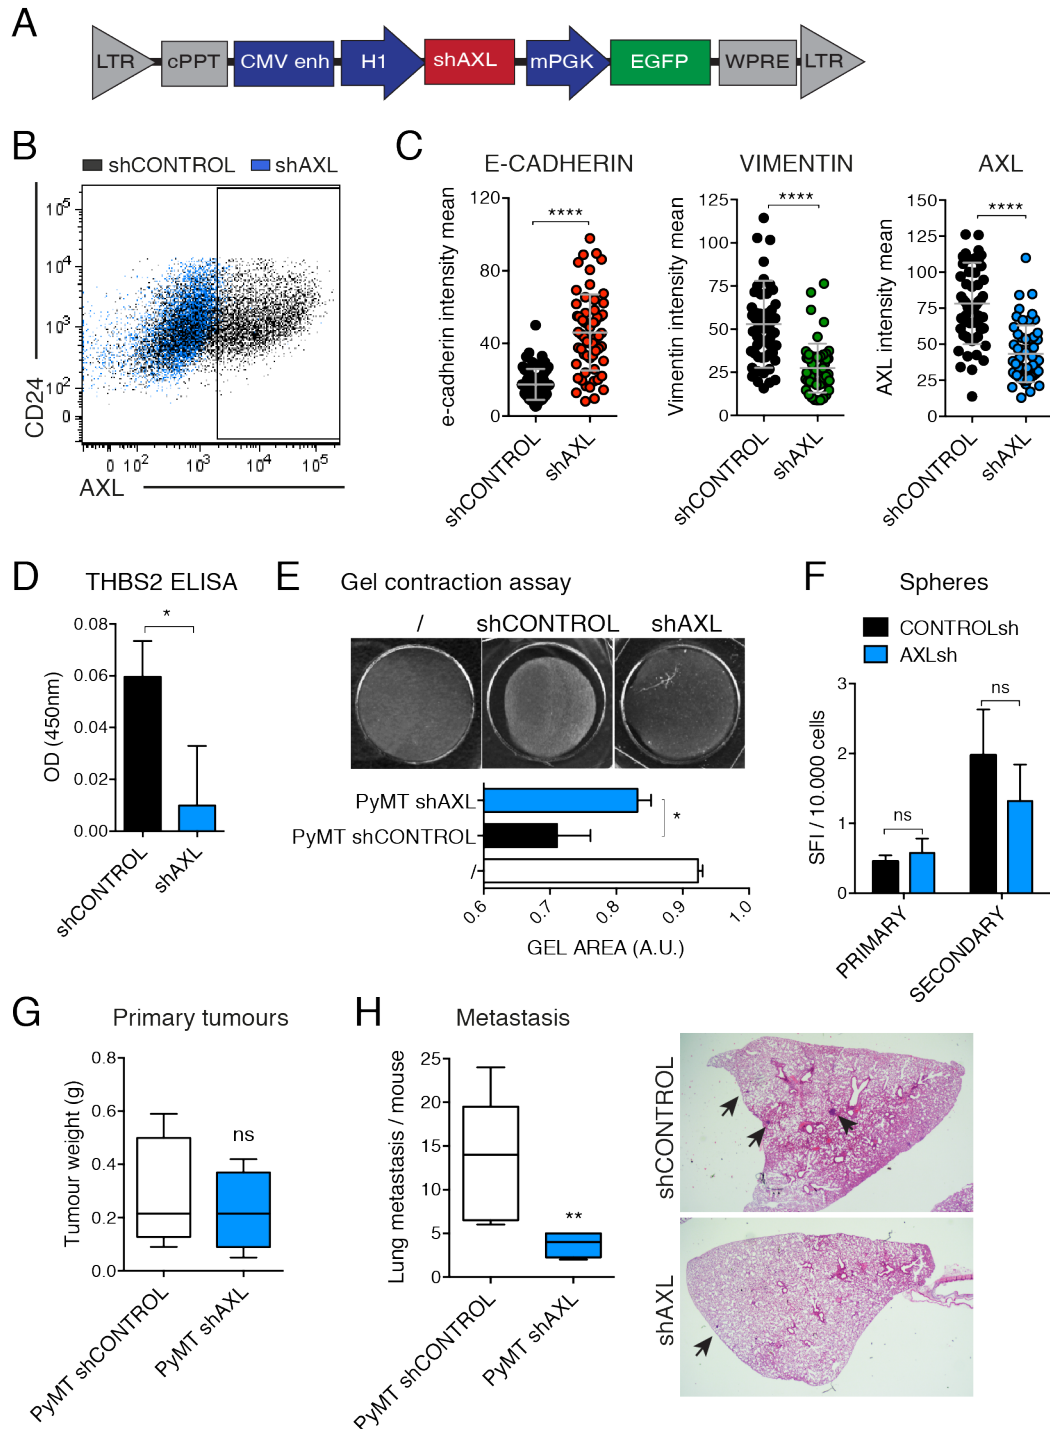 A
LTR cPPT CMV enh H1 shAXL mPGK EGFP WPRE LTR
B
shCONTROL shAXL
10^5
10^4
10^3
10^2
0
CD24
0 10^2 10^3 10^4 10^5
AXL
C
E-CADHERIN VIMENTIN AXL
e-cadherin intensity mean
120
80
40
0
****
shCONTROL shAXL
Vimentin intensity mean
125
100
75
50
25
0
****
shCONTROL shAXL
AXL intensity mean
150
125
100
75
50
25
0
****
shCONTROL shAXL
D
THBS2 ELISA
OD (450nm)
0.08
0.06
0.04
0.02
0.00
*
shCONTROL shAXL
E
Gel contraction assay
/ shCONTROL shAXL
PyMT shAXL
PyMT shCONTROL
/
*
0.6 0.7 0.8 0.9 1.0
GEL AREA (A.U.)
F
Spheres
CONTROLsh
AXLsh
SFI / 10.000 cells
3
2
1
0
ns ns
PRIMARY SECONDARY
G
Primary tumours
Tumour weight (g)
0.8
0.6
0.4
0.2
0.0
ns
PyMT shCONTROL PyMT shAXL
H
Metastasis
Lung metastasis / mouse
25
20
15
10
5
0
**
PyMT shCONTROL PyMT shAXL
shCONTROL
shAXL